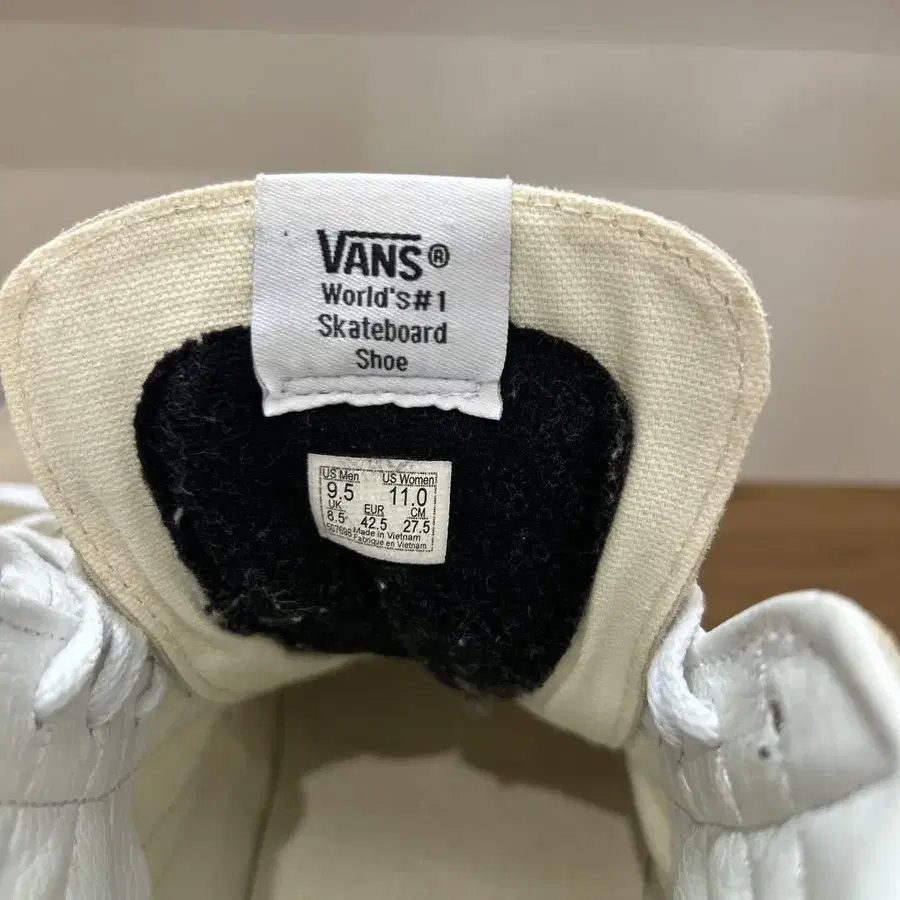 VANS®
World's#1
Skateboard
Shoe
US Men US Women
9.5 11.0
UK EUR CM
8.5 42.5 27.5
Made in Vietnam
Fabrique en Vietnam